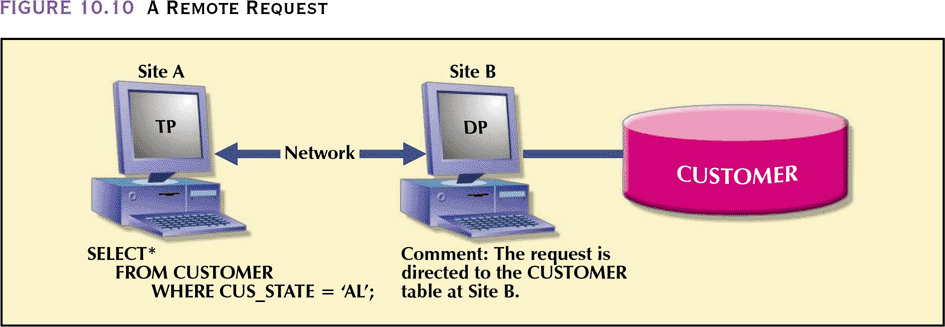 FIGURE 10.10 A REMOTE REQUEST
Site A
Site B
TP
Network
DP
CUSTOMER
SELECT*
FROM CUSTOMER
WHERE CUS_STATE = ‘AL’;
Comment: The request is
directed to the CUSTOMER
table at Site B.